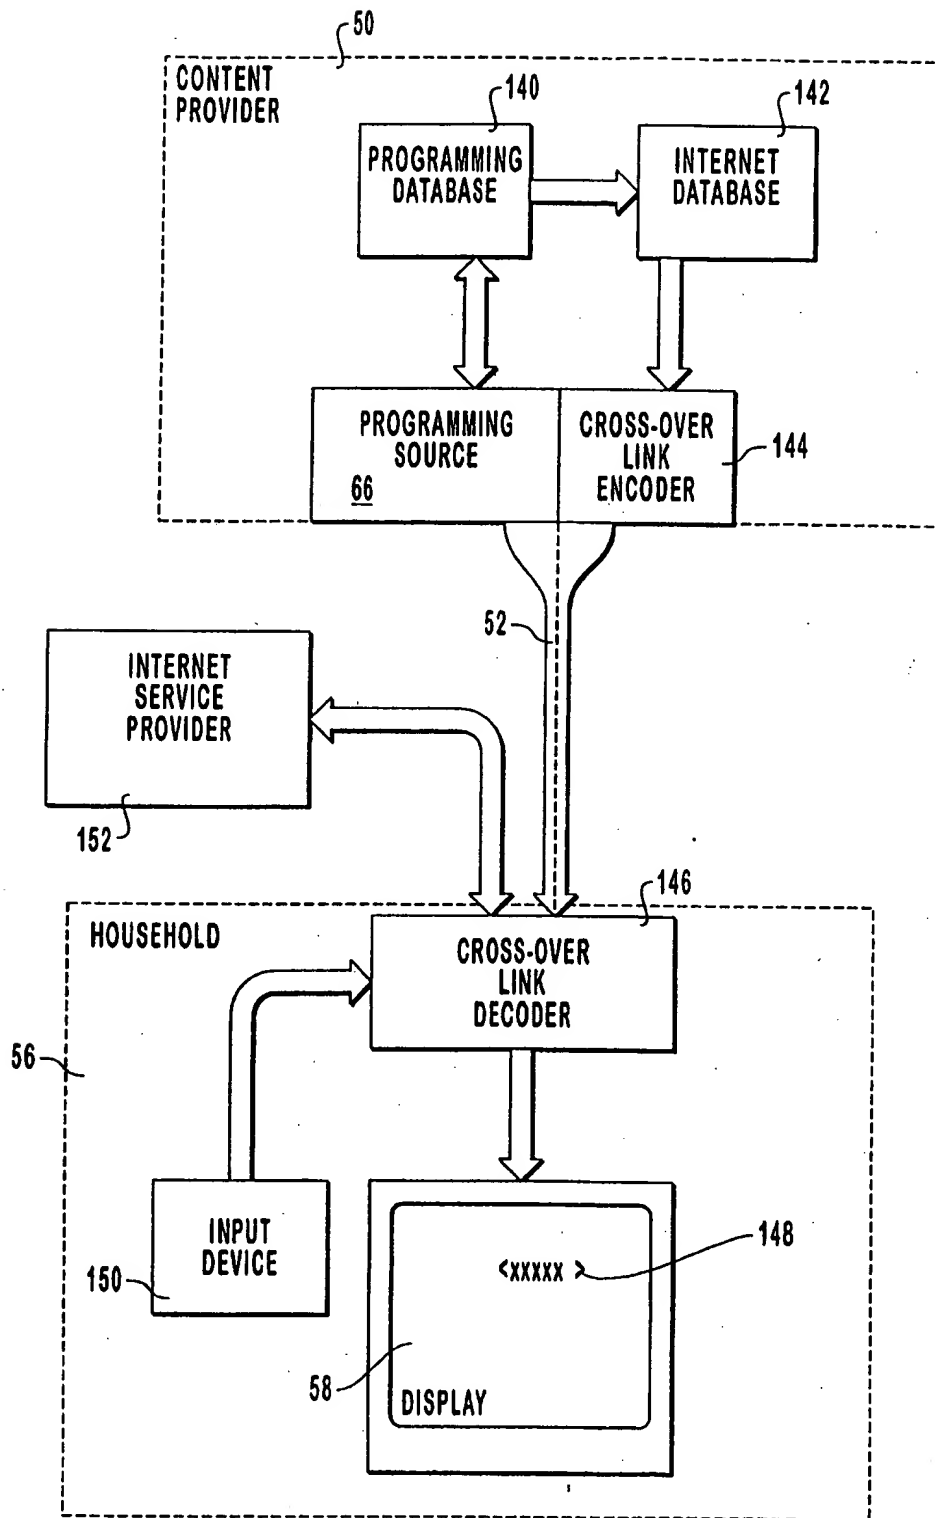 50
CONTENT
PROVIDER
140
142
PROGRAMMING
DATABASE
INTERNET
DATABASE
PROGRAMMING
SOURCE
66
CROSS-OVER
LINK
ENCODER
144
52
INTERNET
SERVICE
PROVIDER
152
146
HOUSEHOLD
CROSS-OVER
LINK
DECODER
56
INPUT
DEVICE
150
<xxxxx >
148
58
DISPLAY